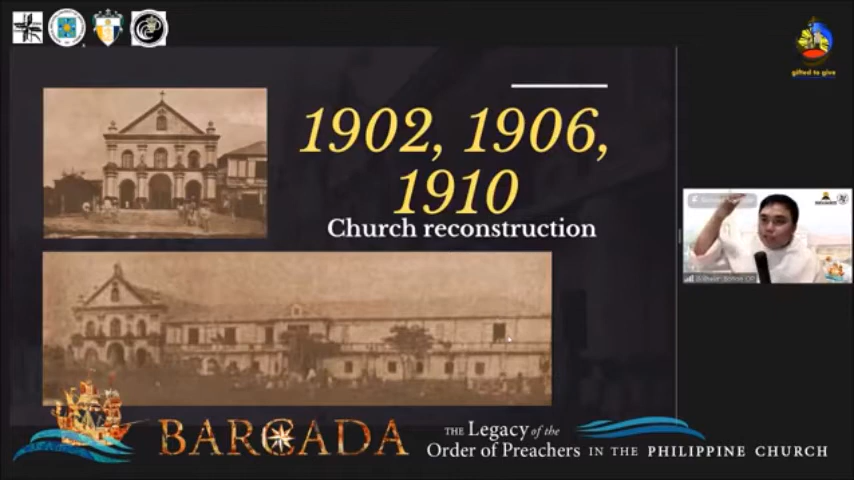 gifted to give
1902, 1906,
1910
Church reconstruction
BARCADA
THE Legacy of the
Order of Preachers IN THE PHILIPPINE CHURCH